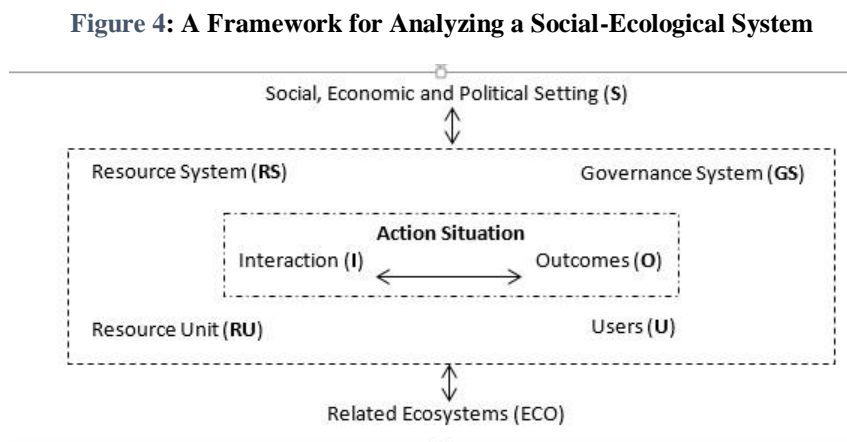 Figure 4: A Framework for Analyzing a Social-Ecological System
Social, Economic and Political Setting (S)
Resource System (RS)
Governance System (GS)
Action Situation
Interaction (I)
Outcomes (O)
Resource Unit (RU)
Users (U)
Related Ecosystems (ECO)